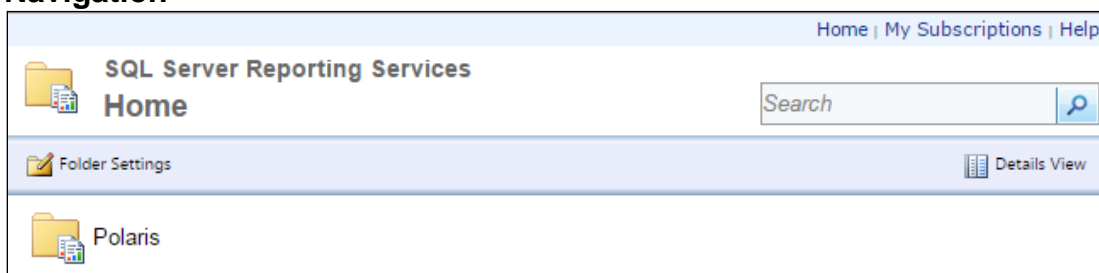 Navigation
Home | My Subscriptions | Help
SQL Server Reporting Services
Home
Search
Folder Settings
Details View
Polaris